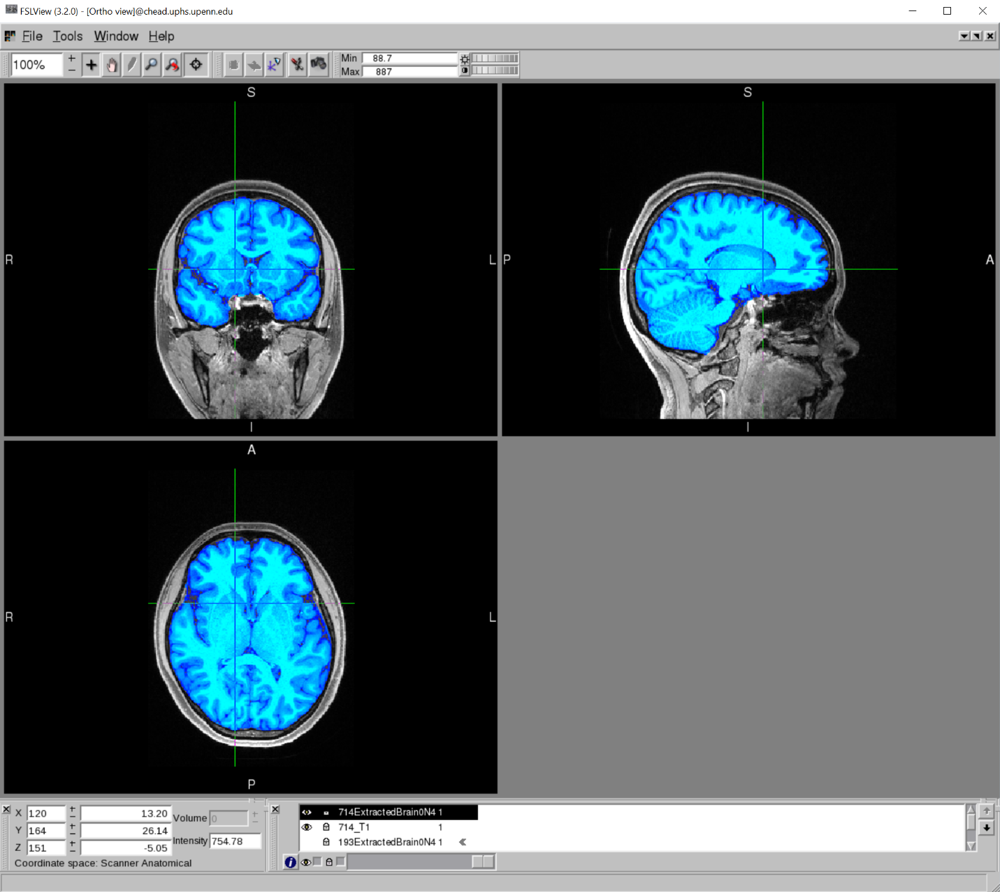 FSLView (3.2.0) - [Ortho view]@chead.uphs.upenn.edu
File Tools Window Help
100%
Min 88.7
Max 887
S
R
L
I
S
P
A
I
A
R
L
P
X 120 13.20
Y 164 26.14
Z 151 -5.05
Volume 0
Intensity 754.78
Coordinate space: Scanner Anatomical
714ExtractedBrain0N4 1
714_T1 1
193ExtractedBrain0N4 1